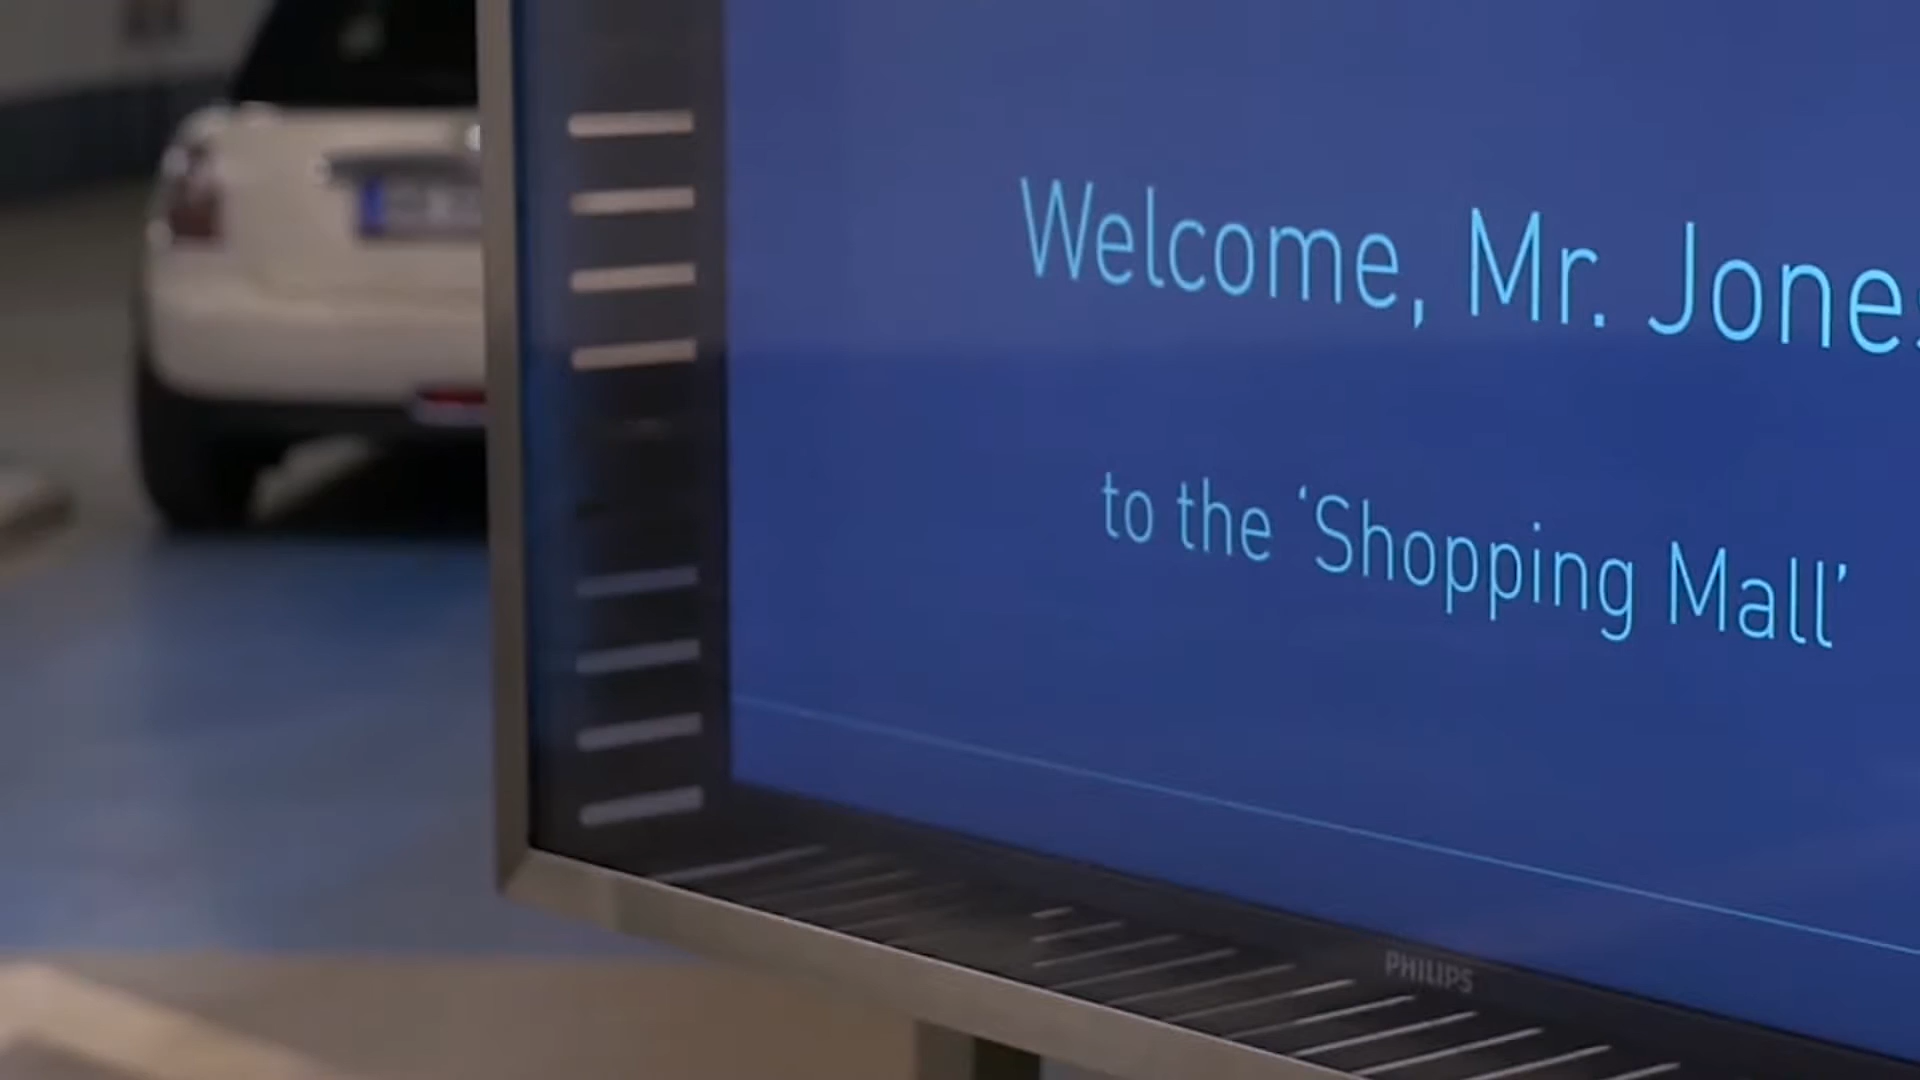 Welcome, Mr. Jones
to the ‘Shopping Mall’
PHILIPS